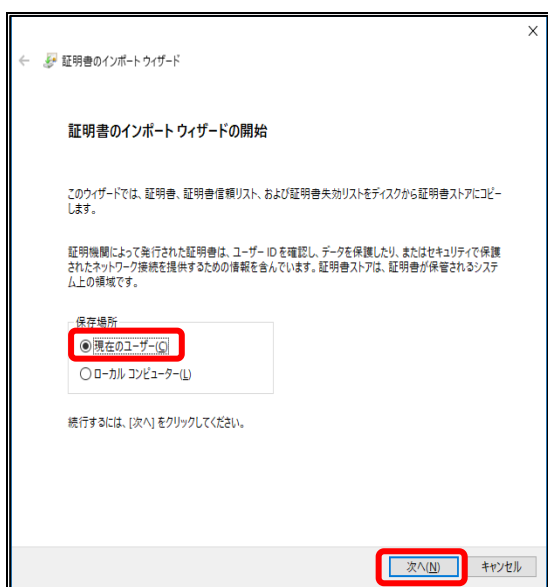 証明書のインポート ウィザード
証明書のインポート ウィザードの開始
このウィザードでは、証明書、証明書信頼リスト、および証明書失効リストをディスクから証明書ストアにコピー
します。
証明機関によって発行された証明書は、ユーザー ID を確認し、データを保護したり、またはセキュリティで保護
されたネットワーク接続を提供するための情報を含んでいます。証明書ストアは、証明書が保管されるシステ
ム上の領域です。
保存場所
現在のユーザー(C)
ローカル コンピューター(L)
続行するには、[次へ] をクリックしてください。
次へ(N) キャンセル